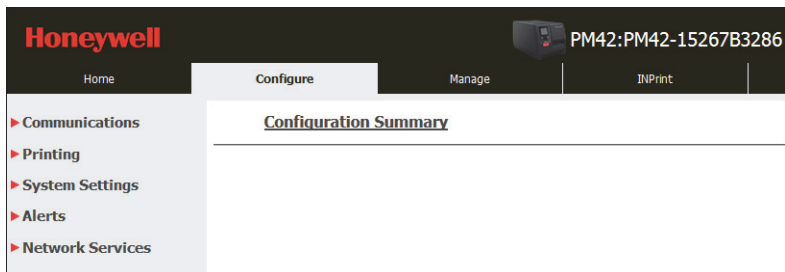 Honeywell
PM42:PM42-15267B3286
Home
Configure
Manage
INPrint
Communications
Configuration Summary
Printing
System Settings
Alerts
Network Services